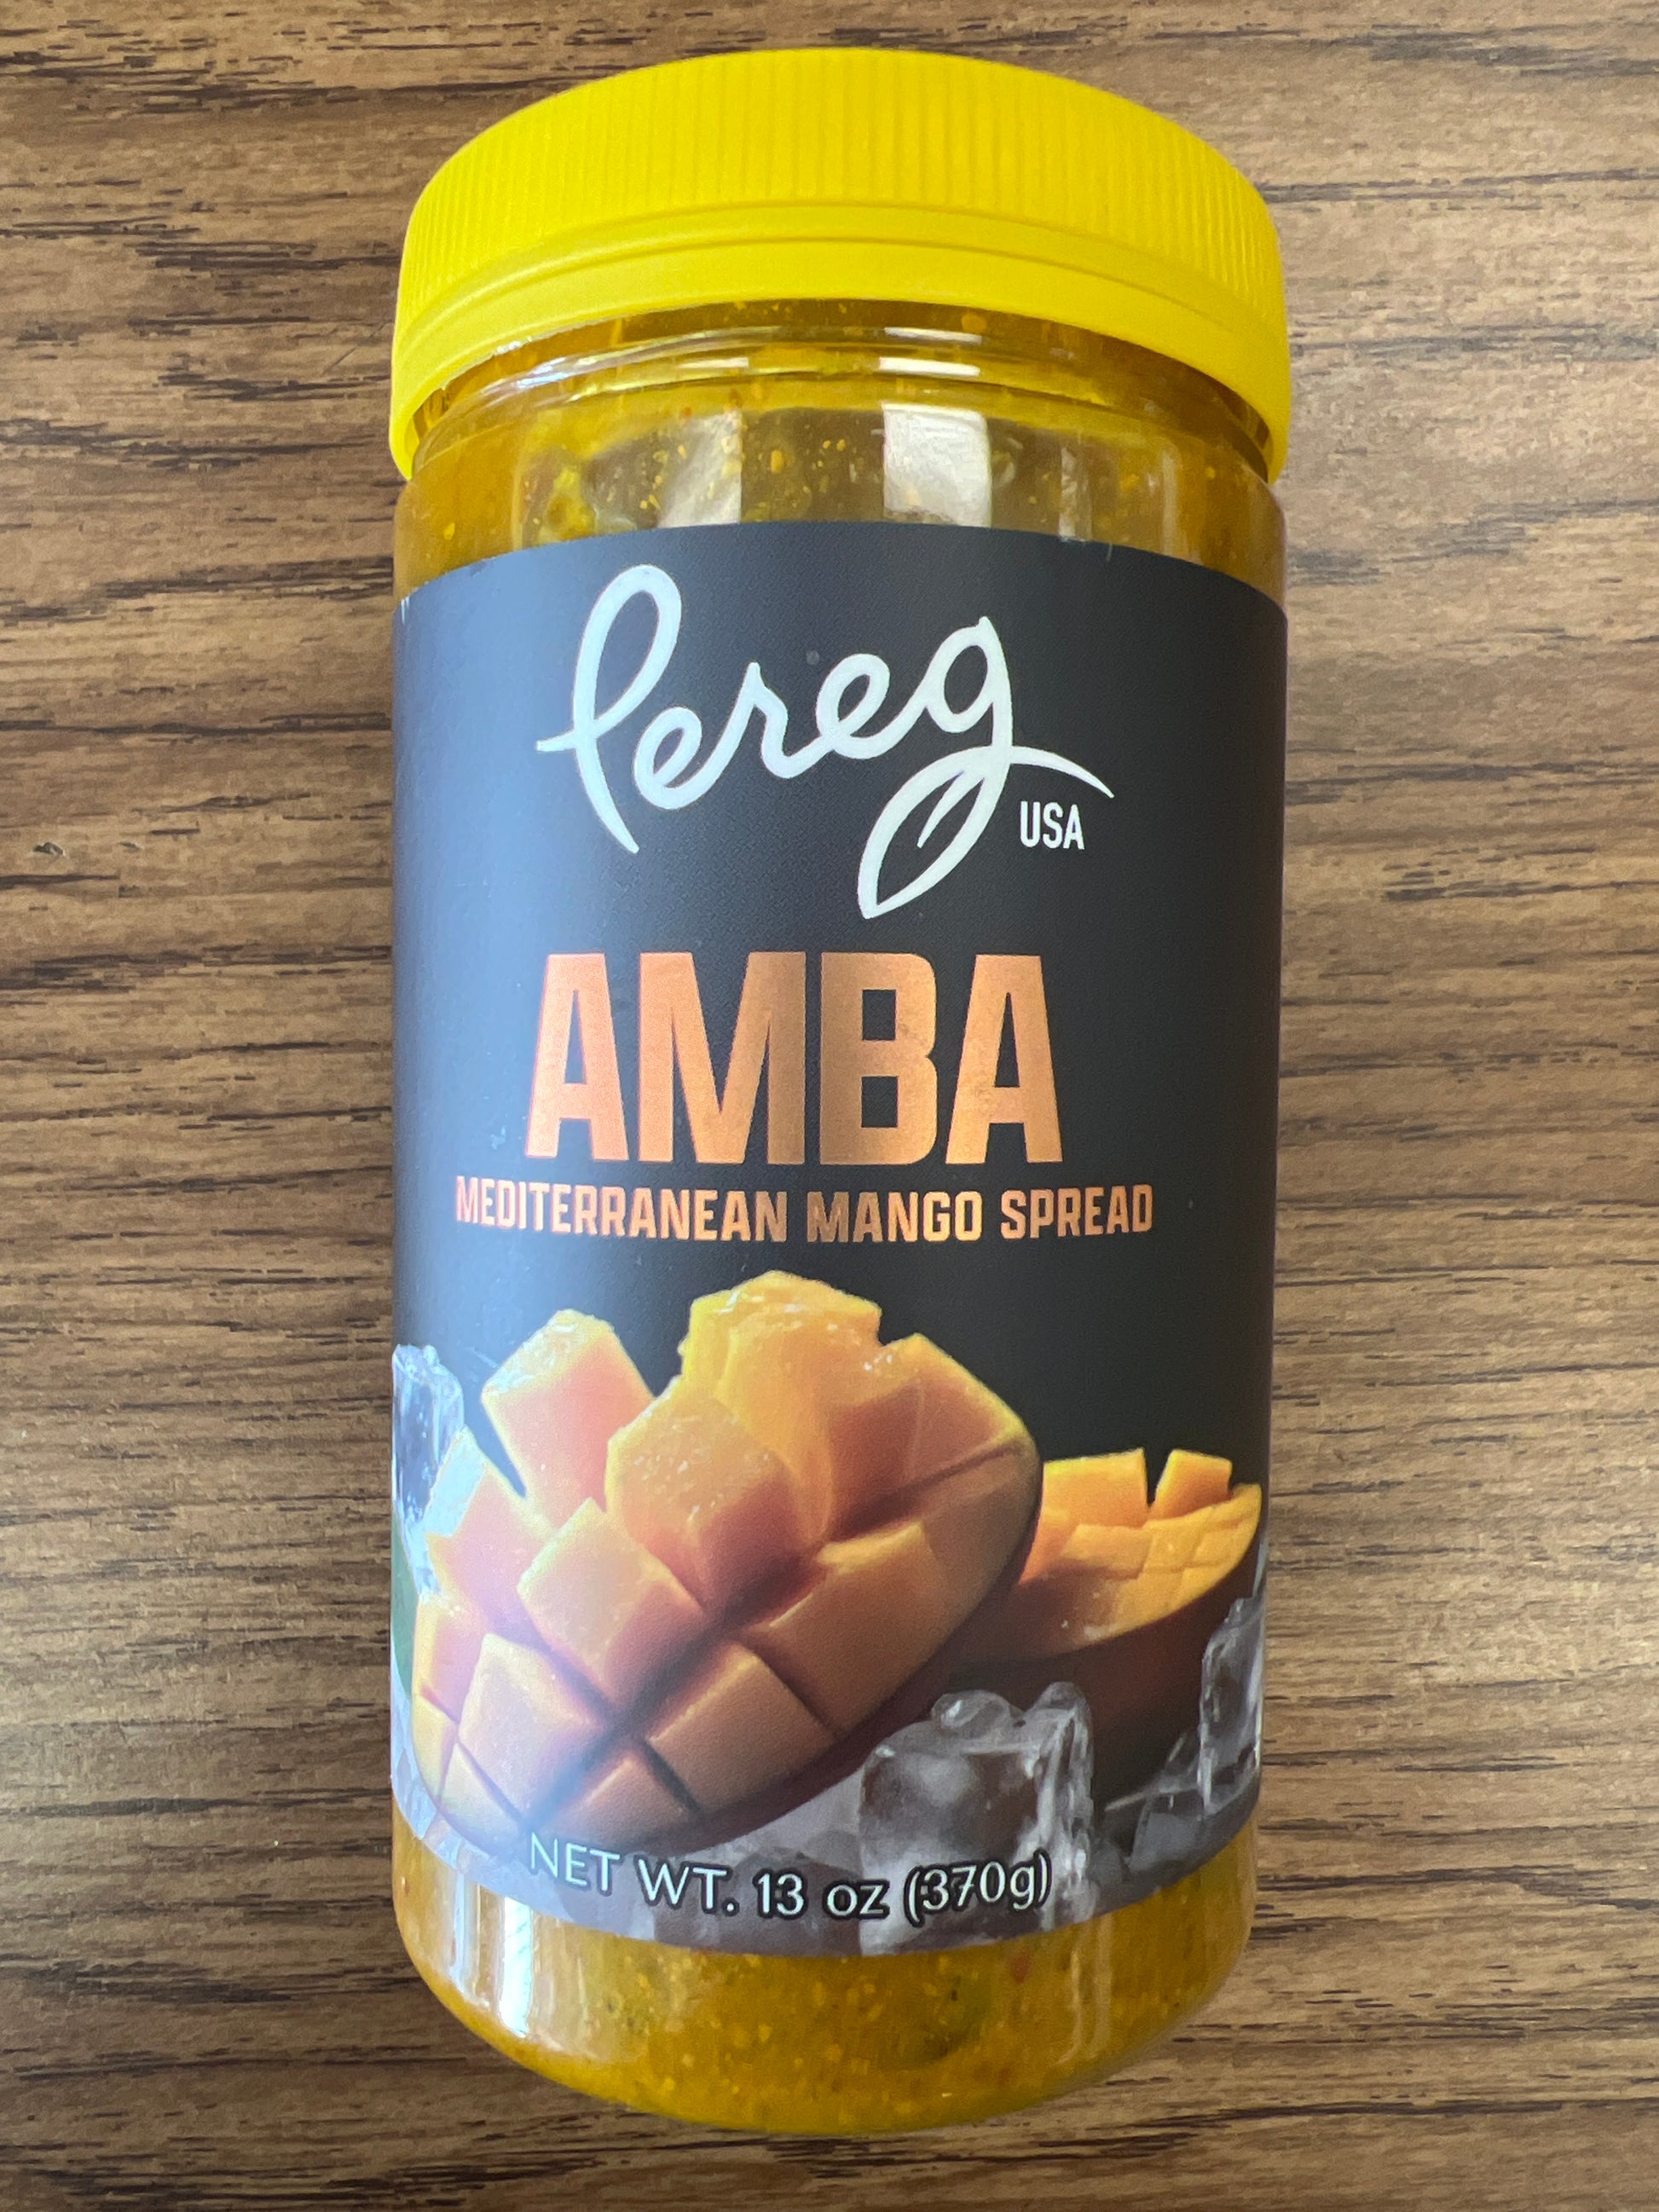 Pereg
USA
AMBA
MEDITERRANEAN MANGO SPREAD
NET WT. 13 oz (370g)